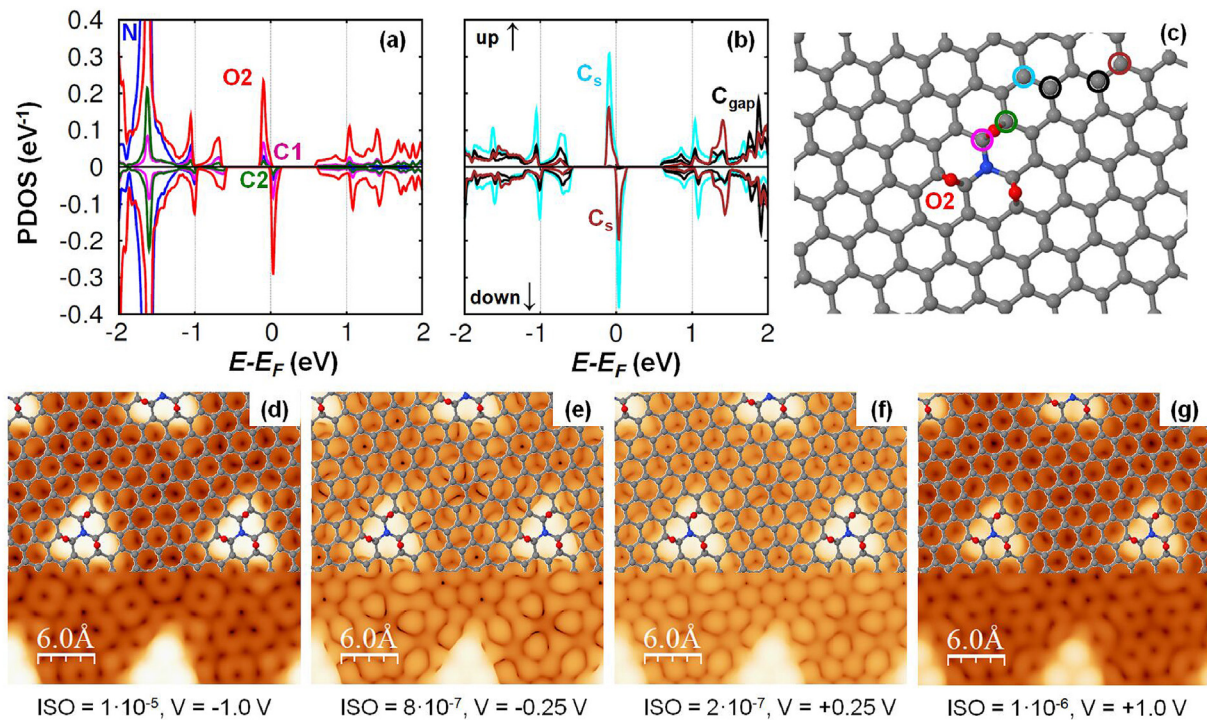 (a)
N
O2
C1
C2
PDOS (eV⁻¹)
0.4
0.3
0.2
0.1
0
-0.1
-0.2
-0.3
-0.4
-2
-1
0
1
2
E-E_F (eV)
(b)
up ↑
C_s
C_gap
C_s
down ↓
-2
-1
0
1
2
E-E_F (eV)
(c)
O2
(d)
6.0Å
ISO = 1·10⁻⁵, V = -1.0 V
(e)
6.0Å
ISO = 8·10⁻⁷, V = -0.25 V
(f)
6.0Å
ISO = 2·10⁻⁷, V = +0.25 V
(g)
6.0Å
ISO = 1·10⁻⁶, V = +1.0 V